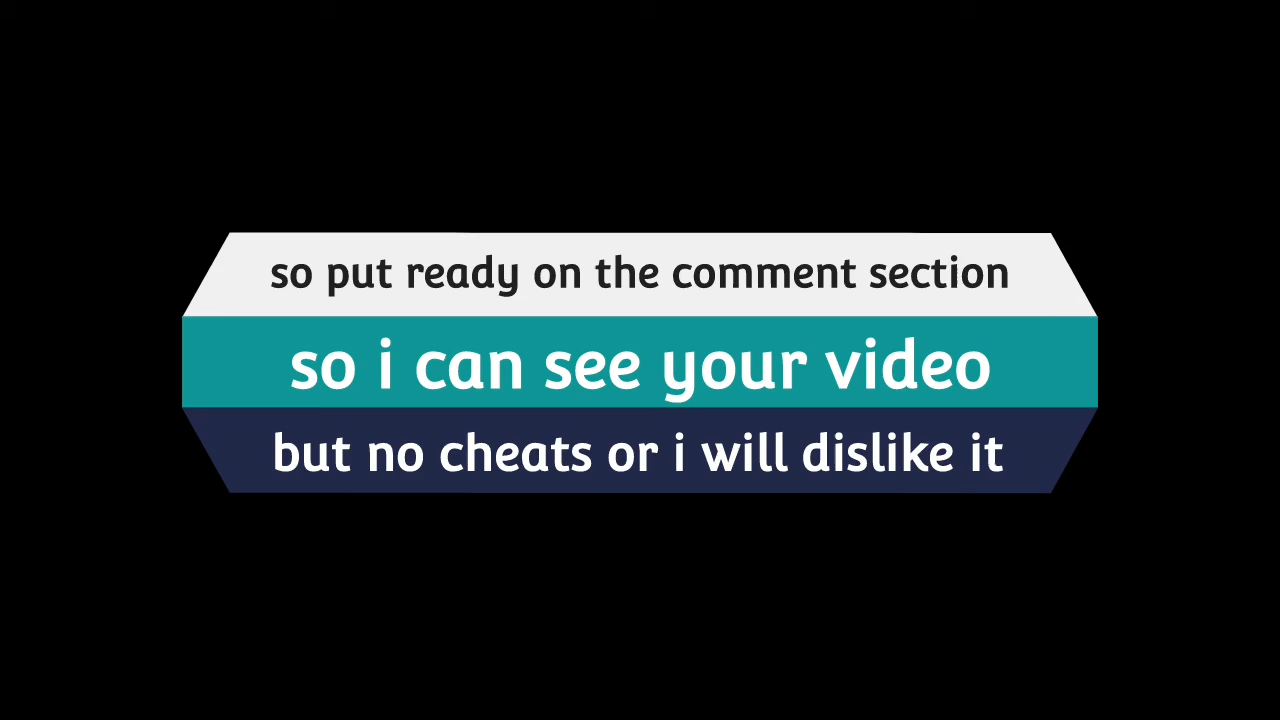 so put ready on the comment section
so i can see your video
but no cheats or i will dislike it